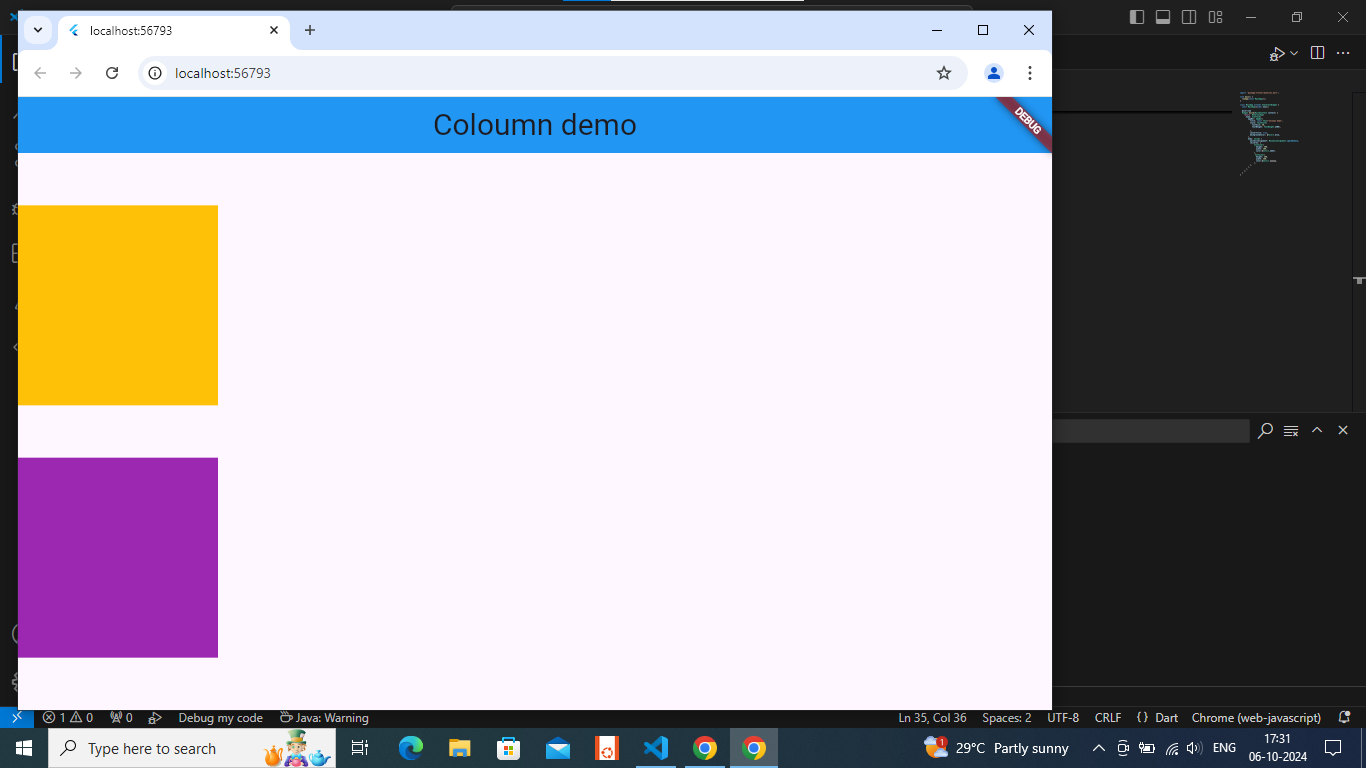 localhost:56793
localhost:56793
Coloumn demo
DEBUG
1 0
0
Debug my code
Java: Warning
Ln 35, Col 36
Spaces: 2
UTF-8
CRLF
{ } Dart
Chrome (web-javascript)
Type here to search
1
29°C Partly sunny
ENG
17:31
06-10-2024